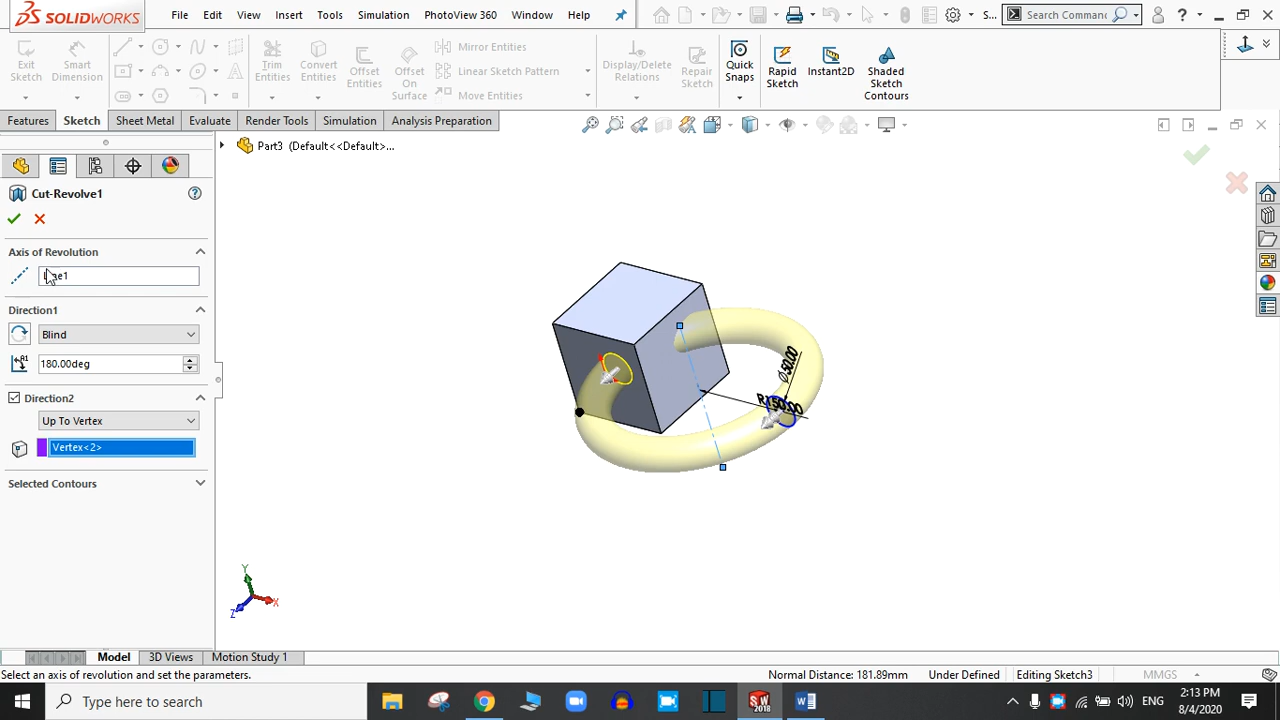 SOLIDWORKS File Edit View Insert Tools Simulation PhotoView 360 Window Help S... Search Commands
Exit Sketch Smart Dimension Trim Entities Convert Entities Offset Entities Offset On Surface Mirror Entities Linear Sketch Pattern Move Entities Display/Delete Relations Repair Sketch Quick Snaps Rapid Sketch Instant2D Shaded Sketch Contours
Features Sketch Sheet Metal Evaluate Render Tools Simulation Analysis Preparation
Part3 (Default<<Default>...
Cut-Revolve1
Axis of Revolution
Line1
Direction1
Blind
180.00deg
Direction2
Up To Vertex
Vertex<2>
Selected Contours
Ø50.00
R150.00
Y
X
Z
Model 3D Views Motion Study 1
Select an axis of revolution and set the parameters. Normal Distance: 181.89mm Under Defined Editing Sketch3 MMGS
Type here to search ENG 2:13 PM
8/4/2020